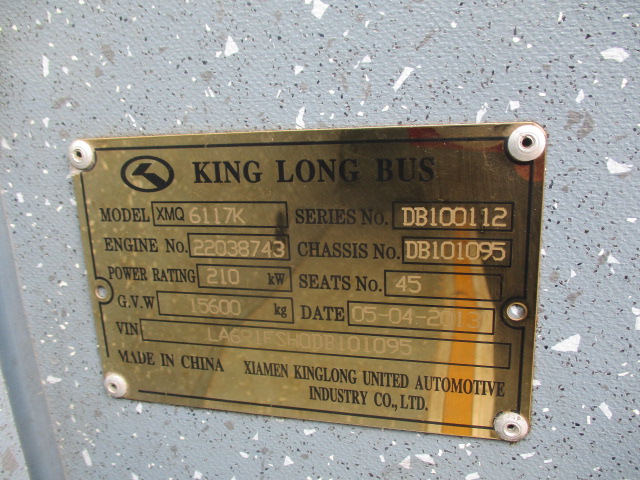 KING LONG BUS
MODEL XMQ 6117K SERIES NO. DB100112
ENGINE NO. 22038743 CHASSIS NO. DB101095
POWER RATING 210 kW SEATS NO. 45
G.V.W 15600 kg DATE 05-04-2013
VIN
MADE IN CHINA XIAMEN KINGLONG UNITED AUTOMOTIVE
INDUSTRY CO., LTD.